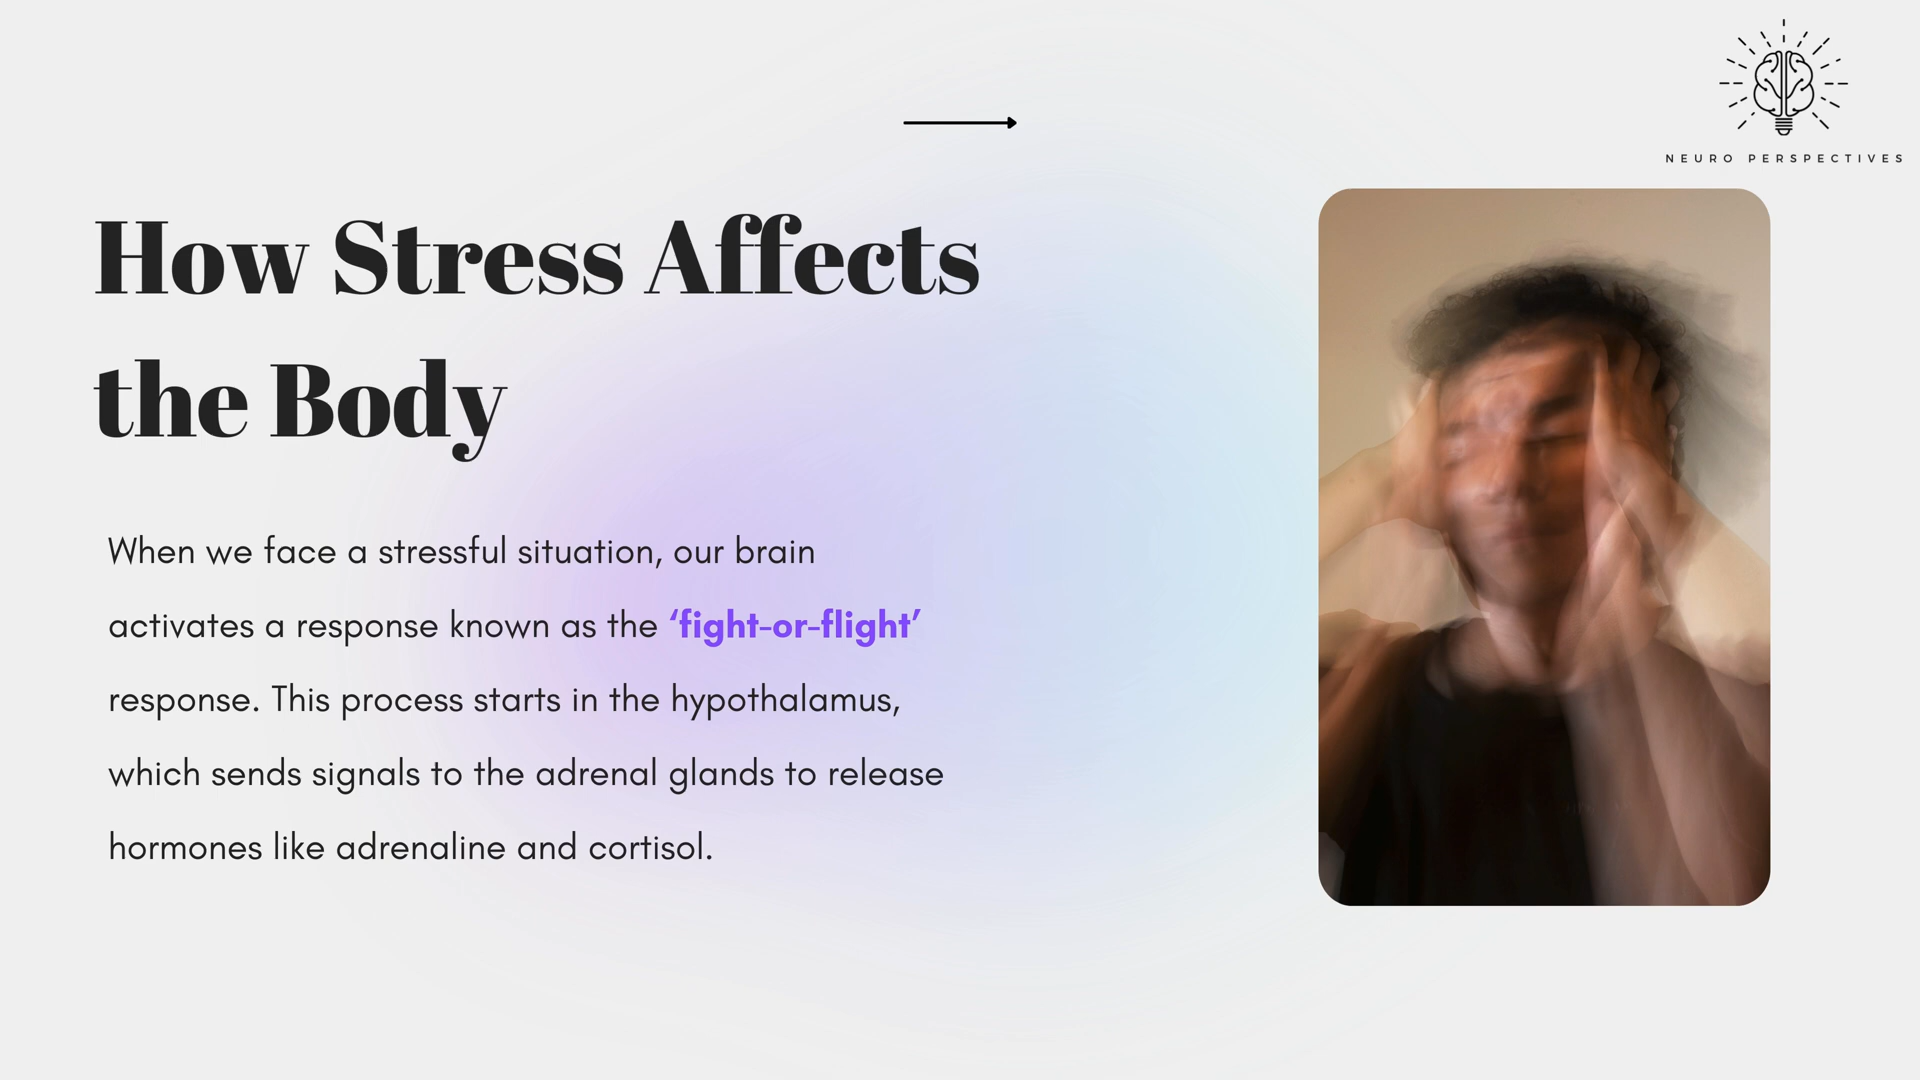 NEURO PERSPECTIVES
How Stress Affects
the Body
When we face a stressful situation, our brain
activates a response known as the ‘fight-or-flight’
response. This process starts in the hypothalamus,
which sends signals to the adrenal glands to release
hormones like adrenaline and cortisol.